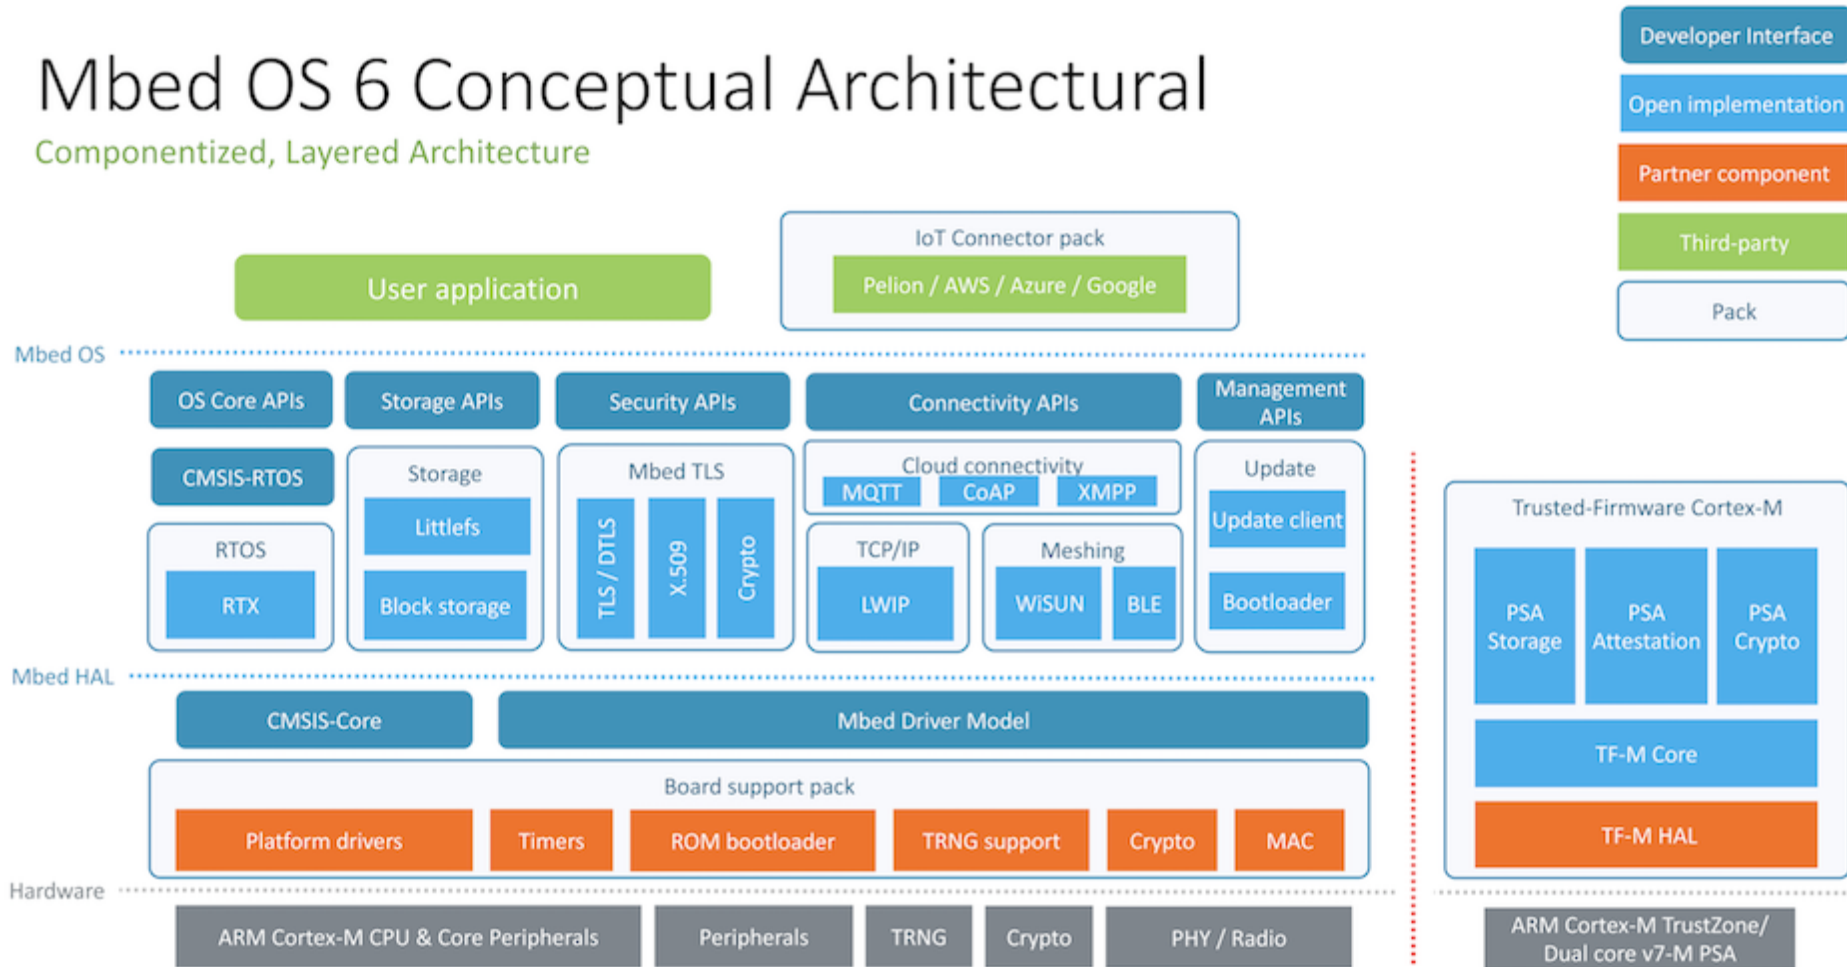 Mbed OS 6 Conceptual Architectural
Componentized, Layered Architecture
Developer Interface
Open implementation
Partner component
Third-party
Pack
User application
IoT Connector pack
Pelion / AWS / Azure / Google
Mbed OS
OS Core APIs
Storage APIs
Security APIs
Connectivity APIs
Management
APIs
CMSIS-RTOS
RTOS
RTX
Storage
Littlefs
Block storage
Mbed TLS
TLS / DTLS
X.509
Crypto
Cloud connectivity
MQTT
CoAP
XMPP
TCP/IP
LWIP
Meshing
WiSUN
BLE
Update
Update client
Bootloader
Trusted-Firmware Cortex-M
PSA
Storage
PSA
Attestation
PSA
Crypto
TF-M Core
TF-M HAL
Mbed HAL
CMSIS-Core
Mbed Driver Model
Board support pack
Platform drivers
Timers
ROM bootloader
TRNG support
Crypto
MAC
Hardware
ARM Cortex-M CPU & Core Peripherals
Peripherals
TRNG
Crypto
PHY / Radio
ARM Cortex-M TrustZone/
Dual core v7-M PSA